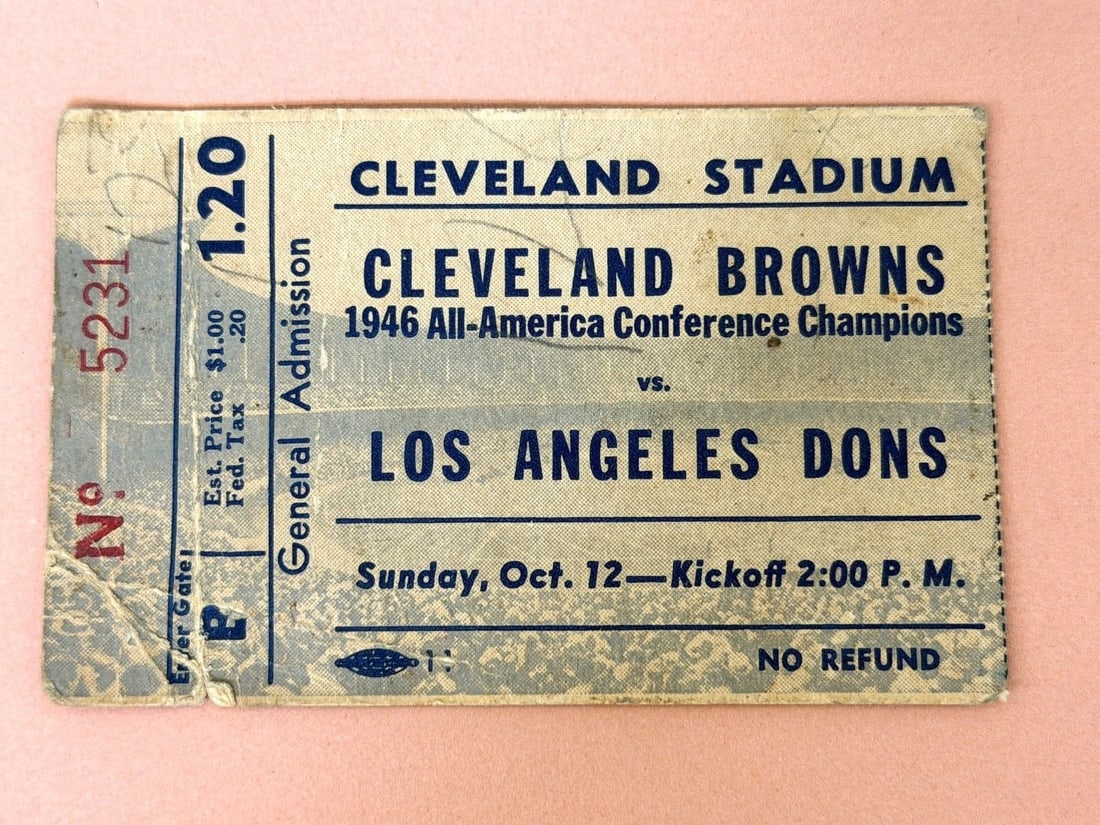 Nº. 5231
Enter Gate
B
Est. Price $1.00
Fed. Tax .20
1.20
General Admission
CLEVELAND STADIUM
CLEVELAND BROWNS
1946 All-America Conference Champions
vs.
LOS ANGELES DONS
Sunday, Oct. 12—Kickoff 2:00 P. M.
NO REFUND